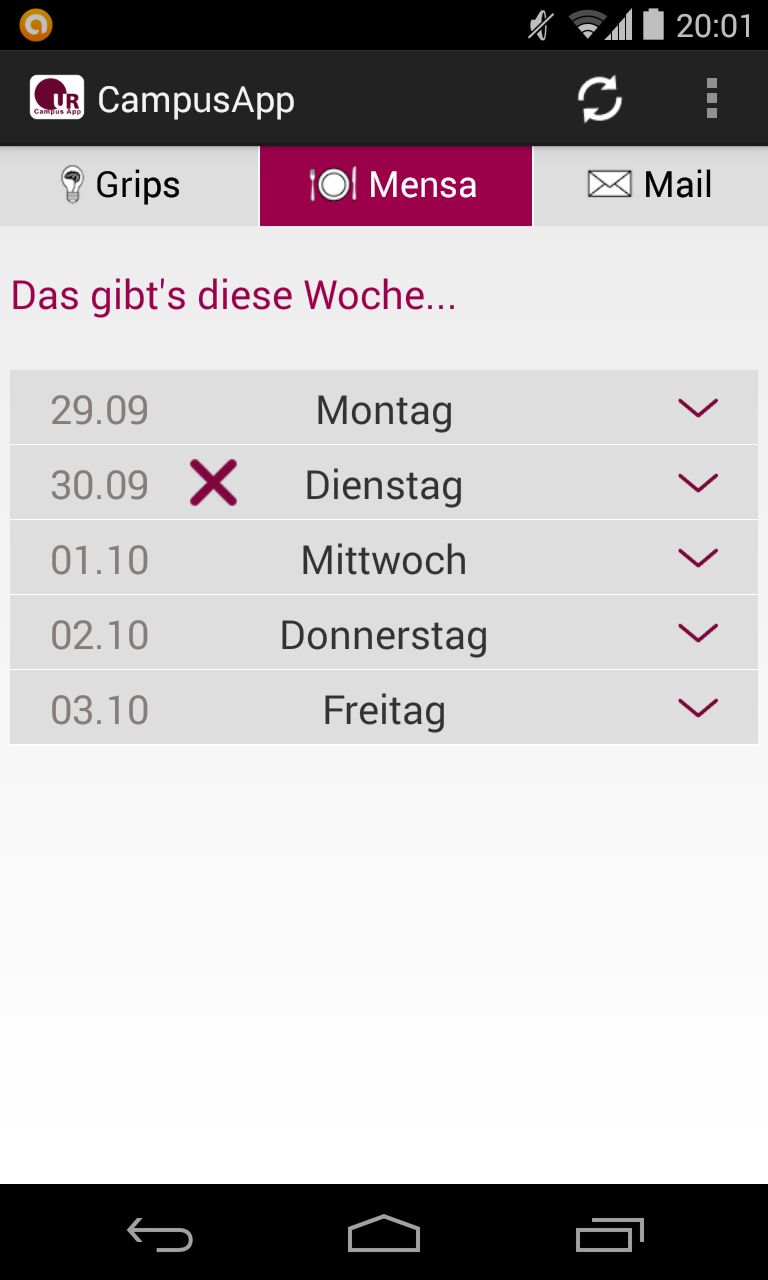 20:01
UR
Campus App
CampusApp
Grips
Mensa
Mail
Das gibt's diese Woche...
29.09 Montag
30.09 Dienstag
01.10 Mittwoch
02.10 Donnerstag
03.10 Freitag